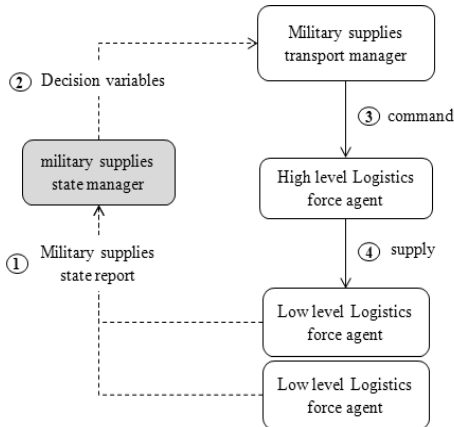 Military supplies
transport manager
② Decision variables
③ command
military supplies
state manager
High level Logistics
force agent
① Military supplies
state report
④ supply
Low level Logistics
force agent
Low level Logistics
force agent